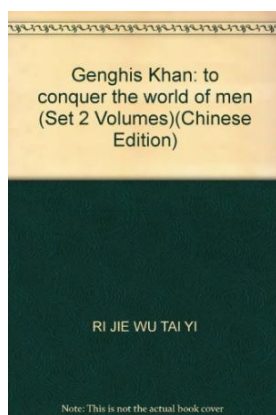 Genghis Khan: to
conquer the world of men
(Set 2 Volumes)(Chinese
Edition)
RI JIE WU TAI YI
Note: This is not the actual book cover